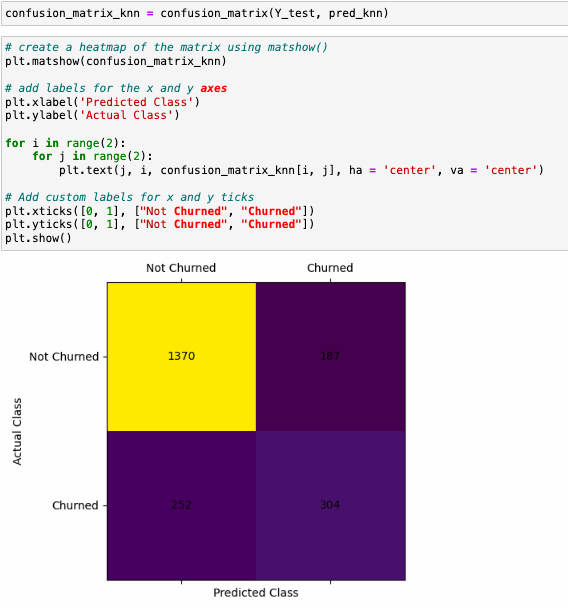 confusion_matrix_knn = confusion_matrix(Y_test, pred_knn)
# create a heatmap of the matrix using matshow()
plt.matshow(confusion_matrix_knn)
# add labels for the x and y axes
plt.xlabel('Predicted Class')
plt.ylabel('Actual Class')
for i in range(2):
    for j in range(2):
        plt.text(j, i, confusion_matrix_knn[i, j], ha = 'center', va = 'center')
# Add custom labels for x and y ticks
plt.xticks([0, 1], ["Not Churned", "Churned"])
plt.yticks([0, 1], ["Not Churned", "Churned"])
plt.show()
Not Churned Churned
Not Churned 1370 187
Actual Class
Churned 252 304
Predicted Class